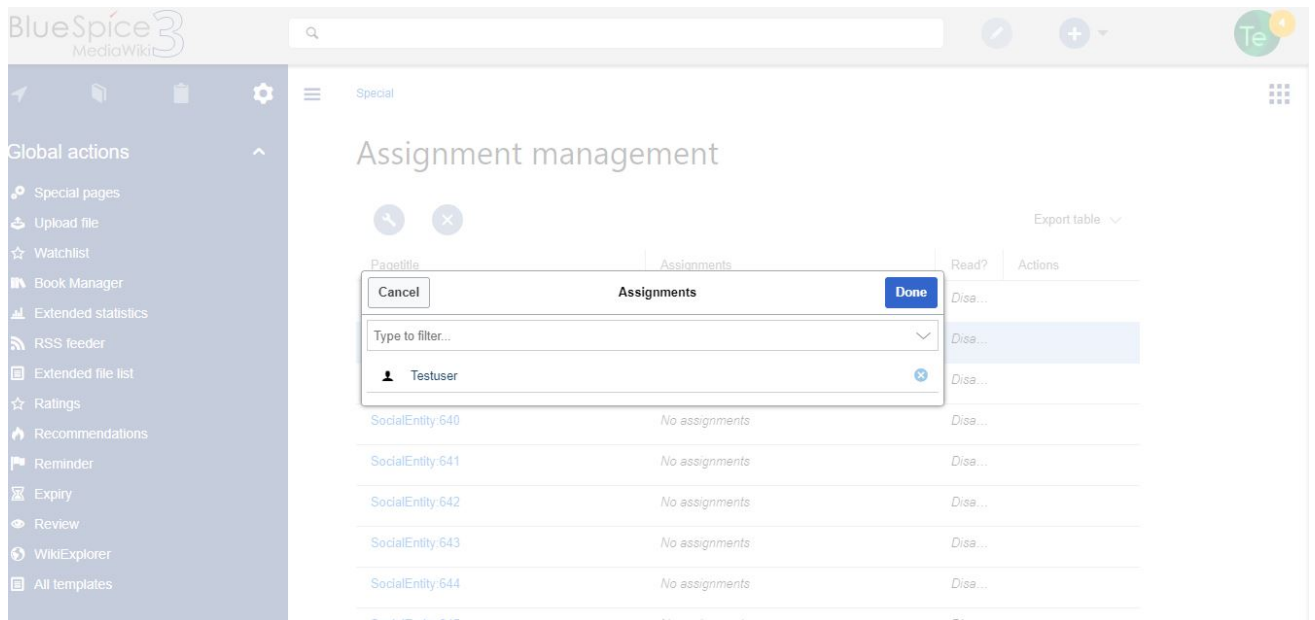 BlueSpice 3
MediaWiki
Te
4
Special
Global actions
Assignment management
Special pages
Upload file
Watchlist
Book Manager
Extended statistics
RSS feeder
Extended file list
Ratings
Recommendations
Reminder
Expiry
Review
WikiExplorer
All templates
Export table
Pagetitle Assignments Read? Actions
Cancel Assignments Done
Type to filter...
Testuser
Disa...
Disa...
Disa...
SocialEntity:640 No assignments Disa...
SocialEntity:641 No assignments Disa...
SocialEntity:642 No assignments Disa...
SocialEntity:643 No assignments Disa...
SocialEntity:644 No assignments Disa...